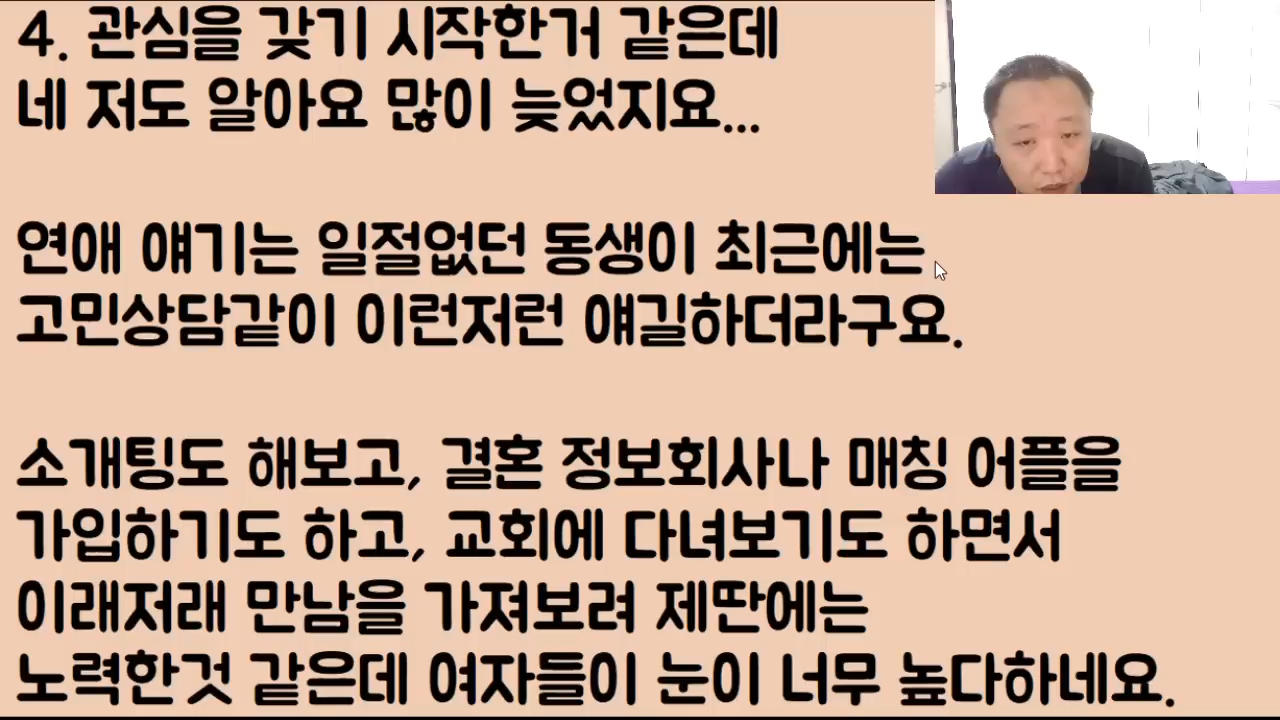 4. 관심을 갖기 시작한거 같은데
네 저도 알아요 많이 늦었지요...
연애 얘기는 일절없던 동생이 최근에는
고민상담같이 이런저런 얘길하더라구요.
소개팅도 해보고, 결혼 정보회사나 매칭 어플을
가입하기도 하고, 교회에 다녀보기도 하면서
이래저래 만남을 가져보려 제딴에는
노력한것 같은데 여자들이 눈이 너무 높다하네요.